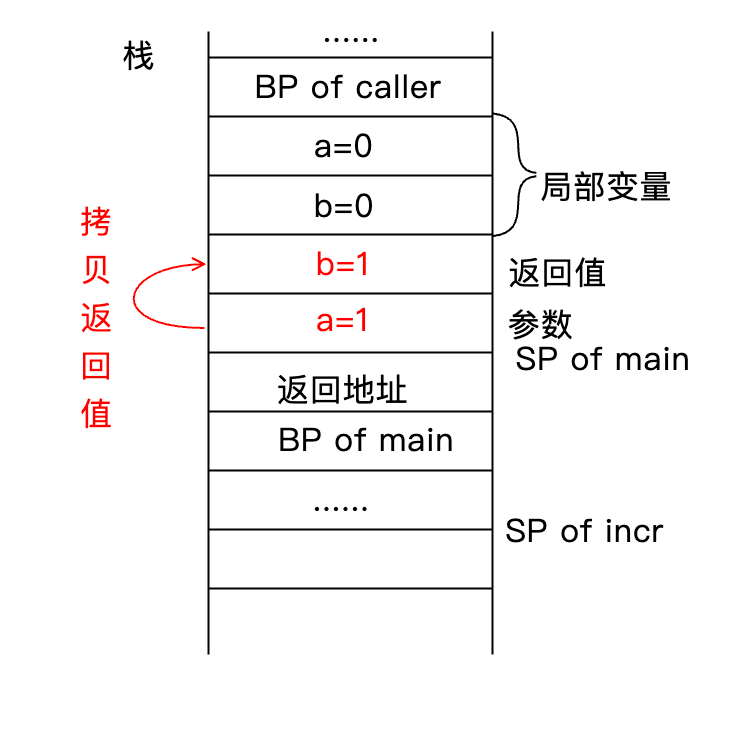 ……
栈
BP of caller
a=0
局部变量
b=0
拷贝返回值
b=1
返回值
a=1
参数
SP of main
返回地址
BP of main
……
SP of incr